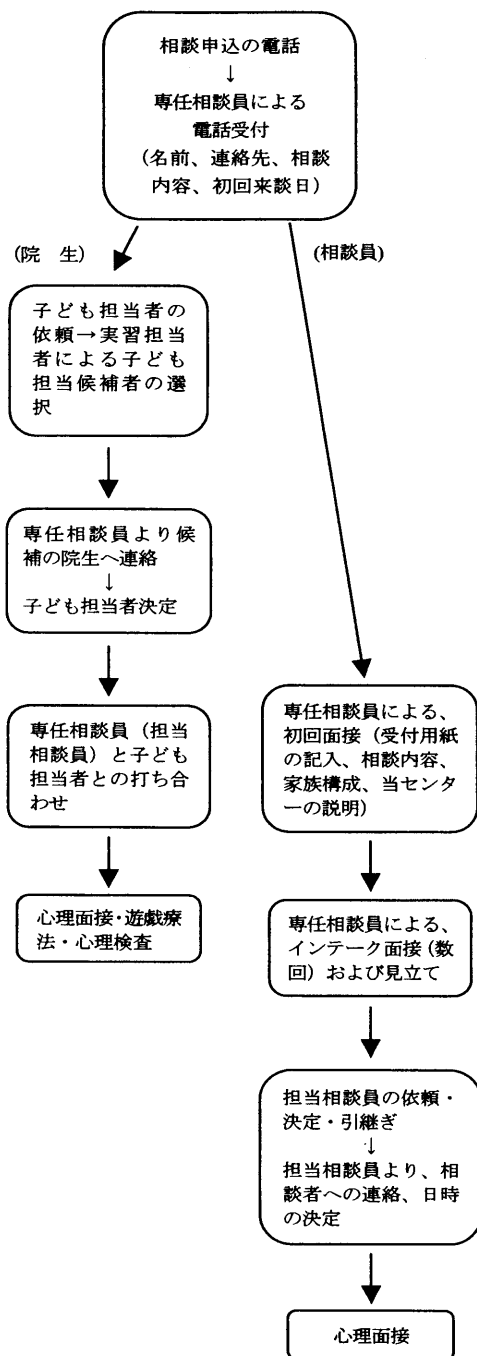 相談申込の電話
↓
専任相談員による
電話受付
(名前、連絡先、相談
内容、初回来談日)
(院 生)
(相談員)
子ども担当者の
依頼→実習担当
者による子ども
担当候補者の選
択
専任相談員より候
補の院生へ連絡
↓
子ども担当者決定
専任相談員（担当
相談員）と子ども
担当者との打ち合
わせ
心理面接・遊戯療
法・心理検査
専任相談員による、
初回面接（受付用紙
の記入、相談内容、
家族構成、当センタ
ーの説明）
専任相談員による、
インテーク面接（数
回）および見立て
担当相談員の依頼・
決定・引継ぎ
↓
担当相談員より、相
談者への連絡、日時
の決定
心理面接